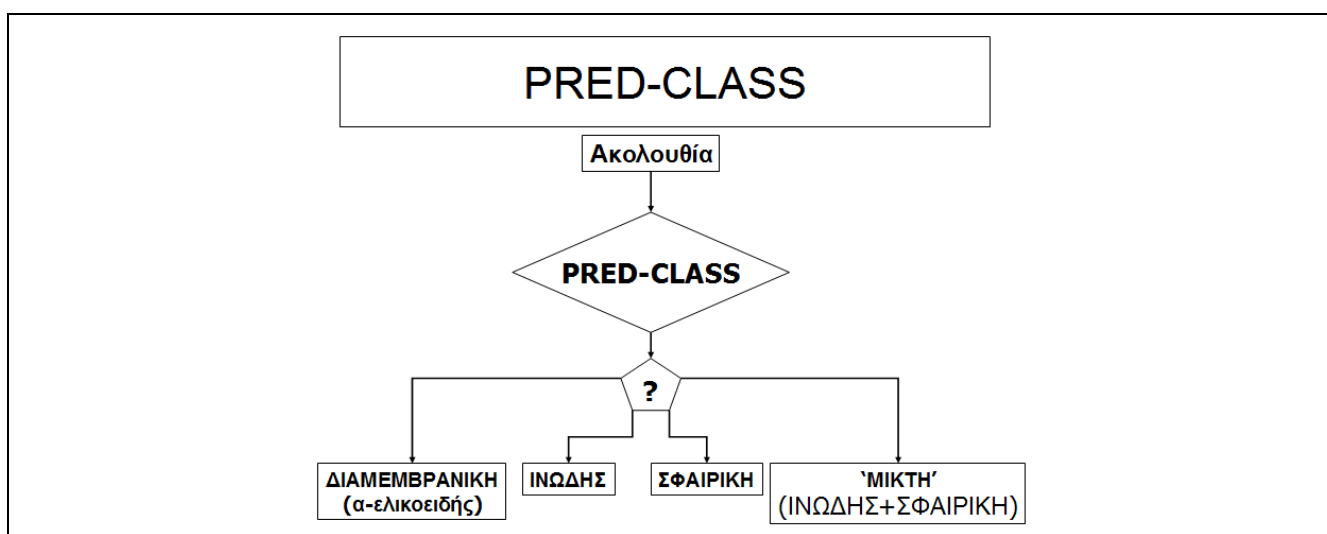 PRED-CLASS
Ακολουθία
PRED-CLASS
?
ΔΙΑΜΕΜΒΡΑΝΙΚΗ
(α-ελικοειδής)
ΙΝΩΔΗΣ
ΣΦΑΙΡΙΚΗ
‘ΜΙΚΤΗ’
(ΙΝΩΔΗΣ+ΣΦΑΙΡΙΚΗ)